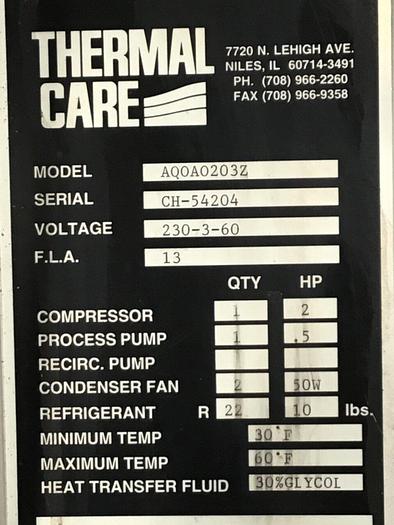 THERMAL
CARE
7720 N. LEHIGH AVE.
NILES, IL 60714-3491
PH. (708) 966-2260
FAX (708) 966-9358
MODEL AQOAO203Z
SERIAL CH-54204
VOLTAGE 230-3-60
F.L.A. 13
QTY HP
COMPRESSOR 1 2
PROCESS PUMP 1 .5
RECIRC. PUMP
CONDENSER FAN 2 50W
REFRIGERANT R 22 10 lbs.
MINIMUM TEMP 30°F
MAXIMUM TEMP 60°F
HEAT TRANSFER FLUID 30%GLYCOL